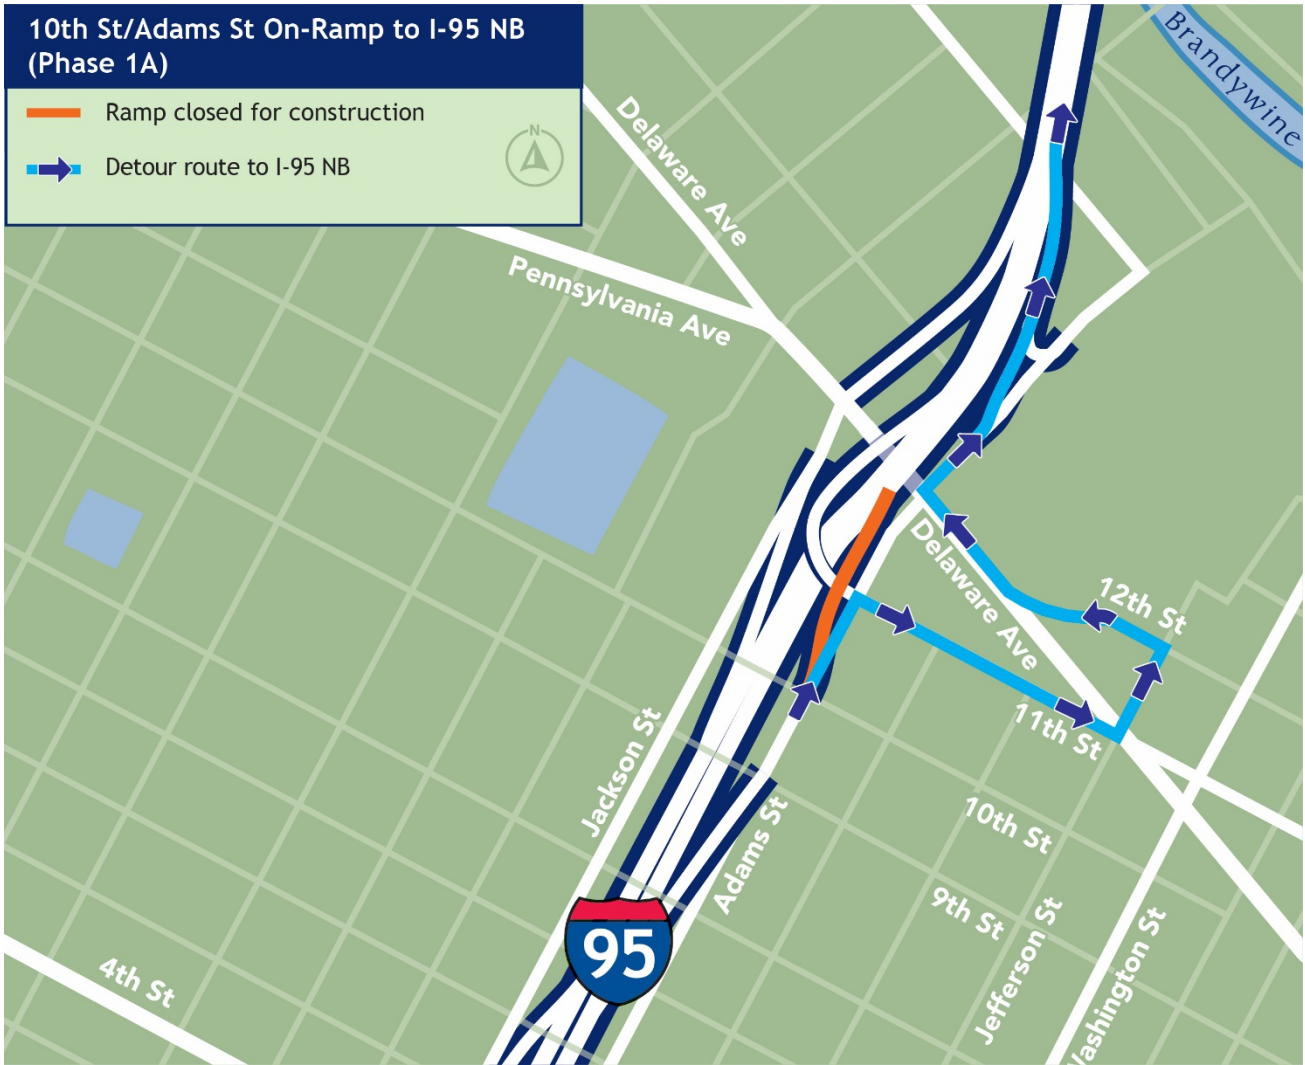 10th St/Adams St On-Ramp to I-95 NB
(Phase 1A)
Ramp closed for construction
Detour route to I-95 NB
N
Brandywine
Delaware Ave
Pennsylvania Ave
Delaware Ave
12th St
11th St
Jackson St
Adams St
10th St
9th St
Jefferson St
Washington St
4th St
95